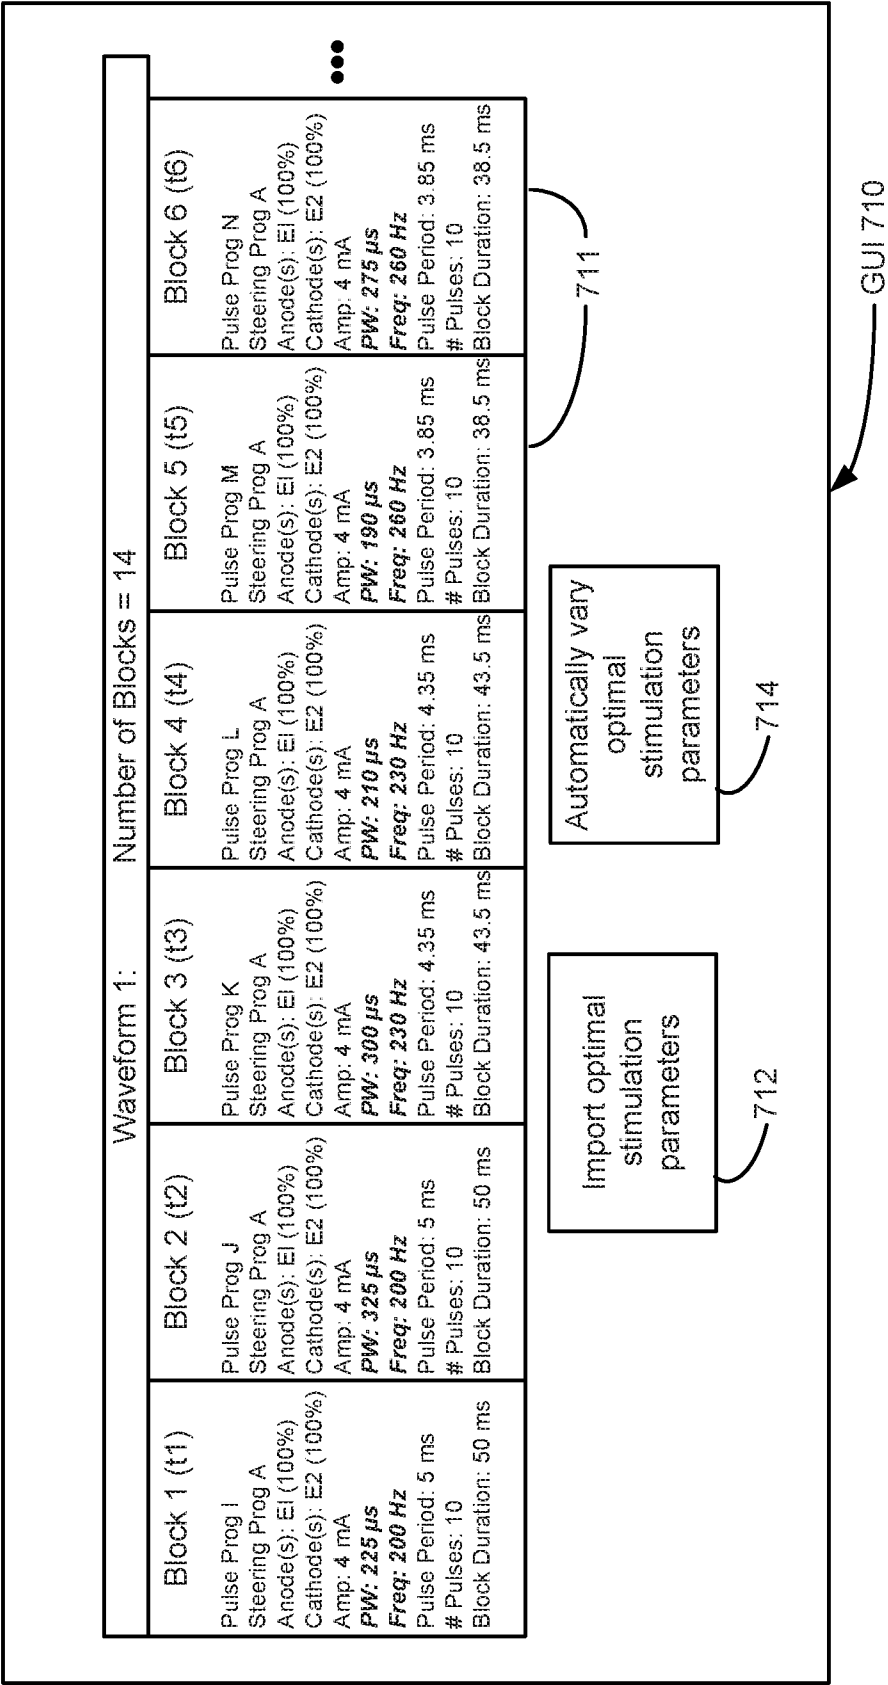 Waveform 1: Number of Blocks = 14
Block 1 (t1)
Pulse Prog I
Steering Prog A
Anode(s): EI (100%)
Cathode(s): E2 (100%)
Amp: 4 mA
PW: 225 µs
Freq: 200 Hz
Pulse Period: 5 ms
# Pulses: 10
Block Duration: 50 ms
Block 2 (t2)
Pulse Prog J
Steering Prog A
Anode(s): EI (100%)
Cathode(s): E2 (100%)
Amp: 4 mA
PW: 325 µs
Freq: 200 Hz
Pulse Period: 5 ms
# Pulses: 10
Block Duration: 50 ms
Block 3 (t3)
Pulse Prog K
Steering Prog A
Anode(s): EI (100%)
Cathode(s): E2 (100%)
Amp: 4 mA
PW: 300 µs
Freq: 230 Hz
Pulse Period: 4.35 ms
# Pulses: 10
Block Duration: 43.5 ms
Block 4 (t4)
Pulse Prog L
Steering Prog A
Anode(s): EI (100%)
Cathode(s): E2 (100%)
Amp: 4 mA
PW: 210 µs
Freq: 230 Hz
Pulse Period: 4.35 ms
# Pulses: 10
Block Duration: 43.5 ms
Block 5 (t5)
Pulse Prog M
Steering Prog A
Anode(s): EI (100%)
Cathode(s): E2 (100%)
Amp: 4 mA
PW: 190 µs
Freq: 260 Hz
Pulse Period: 3.85 ms
# Pulses: 10
Block Duration: 38.5 ms
Block 6 (t6)
Pulse Prog N
Steering Prog A
Anode(s): EI (100%)
Cathode(s): E2 (100%)
Amp: 4 mA
PW: 275 µs
Freq: 260 Hz
Pulse Period: 3.85 ms
# Pulses: 10
Block Duration: 38.5 ms
•••
711
Import optimal
stimulation
parameters
712
Automatically vary
optimal
stimulation
parameters
714
GUI 710